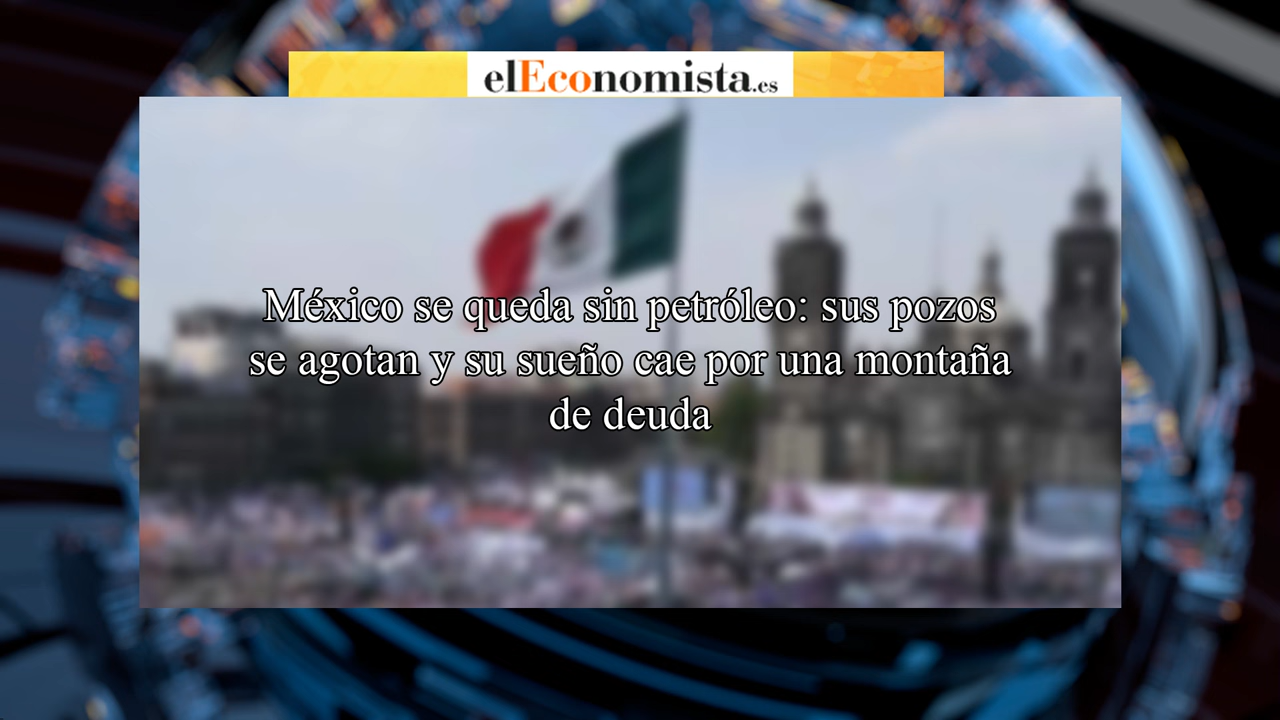 elEconomista.es
México se queda sin petróleo: sus pozos
se agotan y su sueño cae por una montaña
de deuda